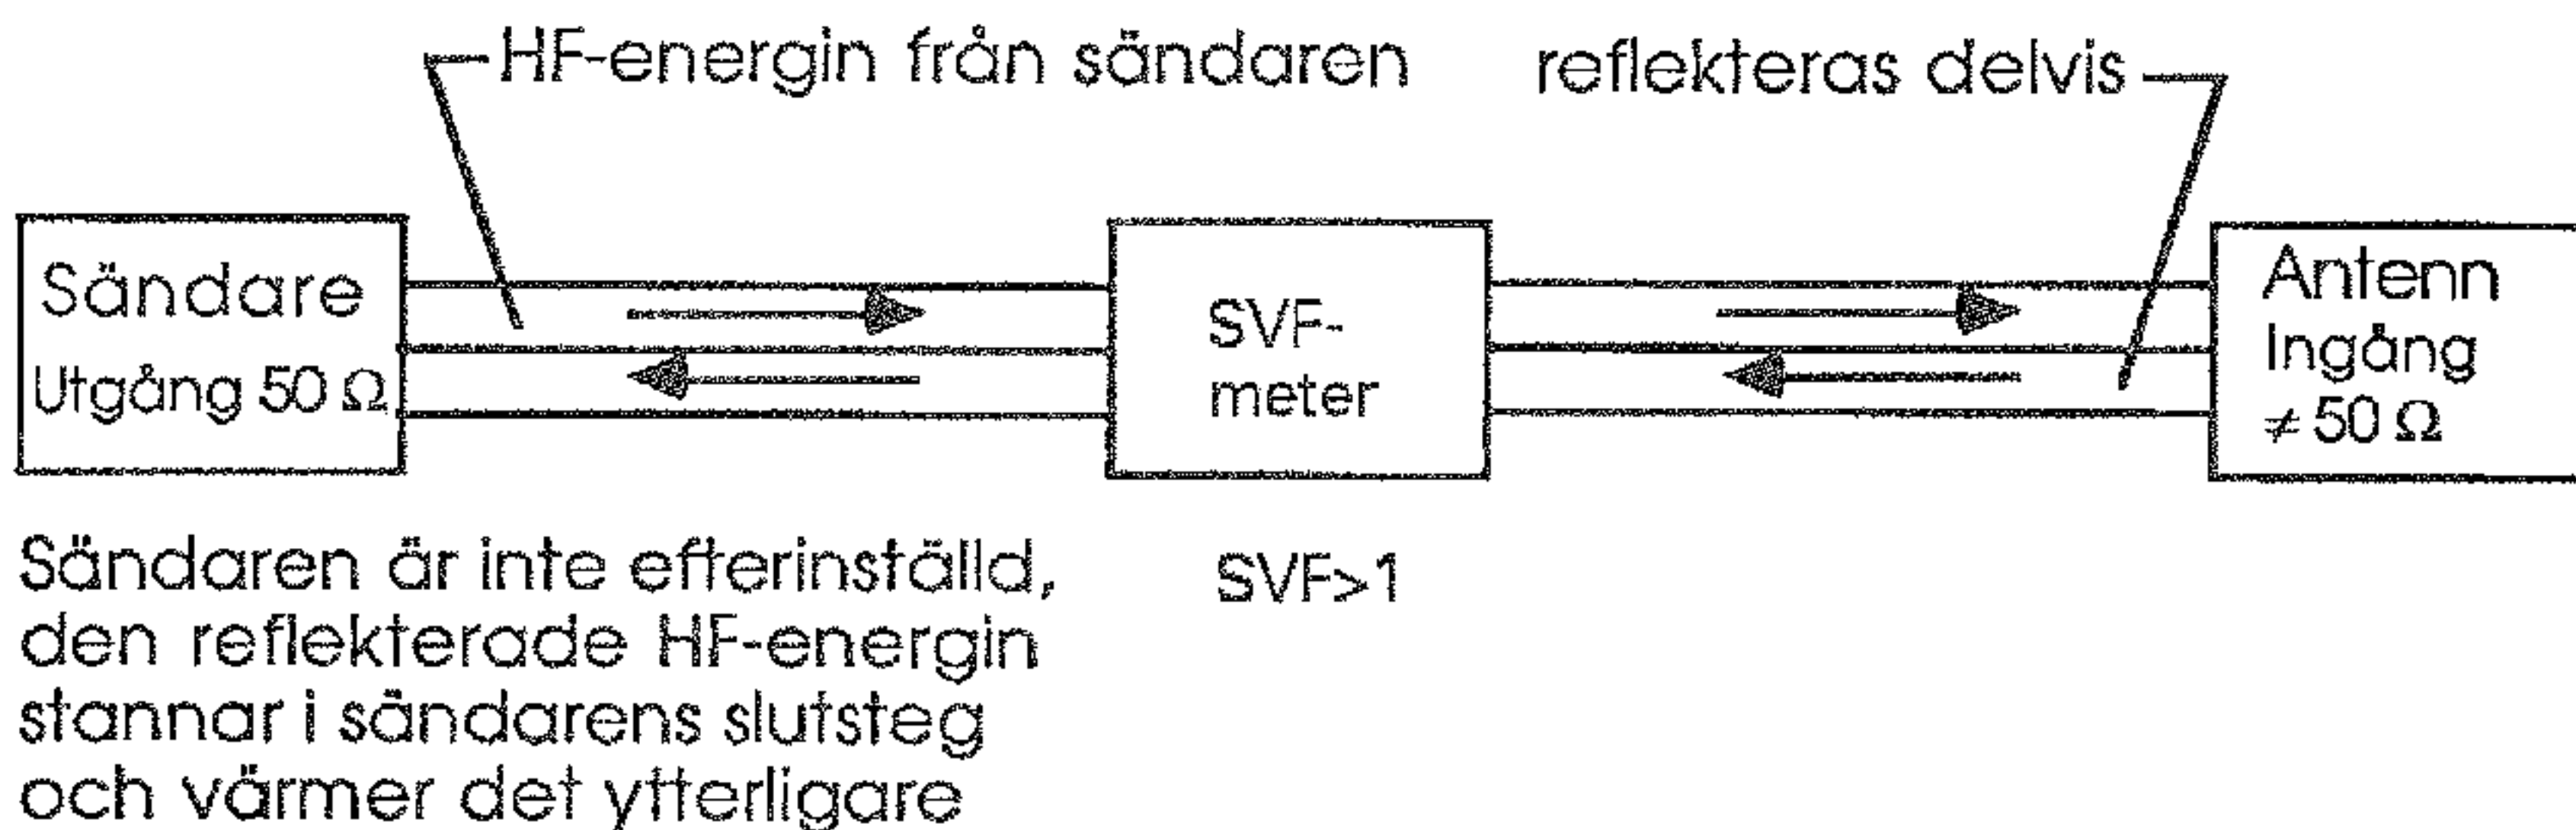 HF-energin från sändaren
reflekteras delvis
Sändare
Utgång 50 Ω
SVF-
meter
Antenn
Ingång
≠ 50 Ω
Sändaren är inte efterinställd,
den reflekterade HF-energin
stannar i sändarens slutsteg
och värmer det ytterligare
SVF>1